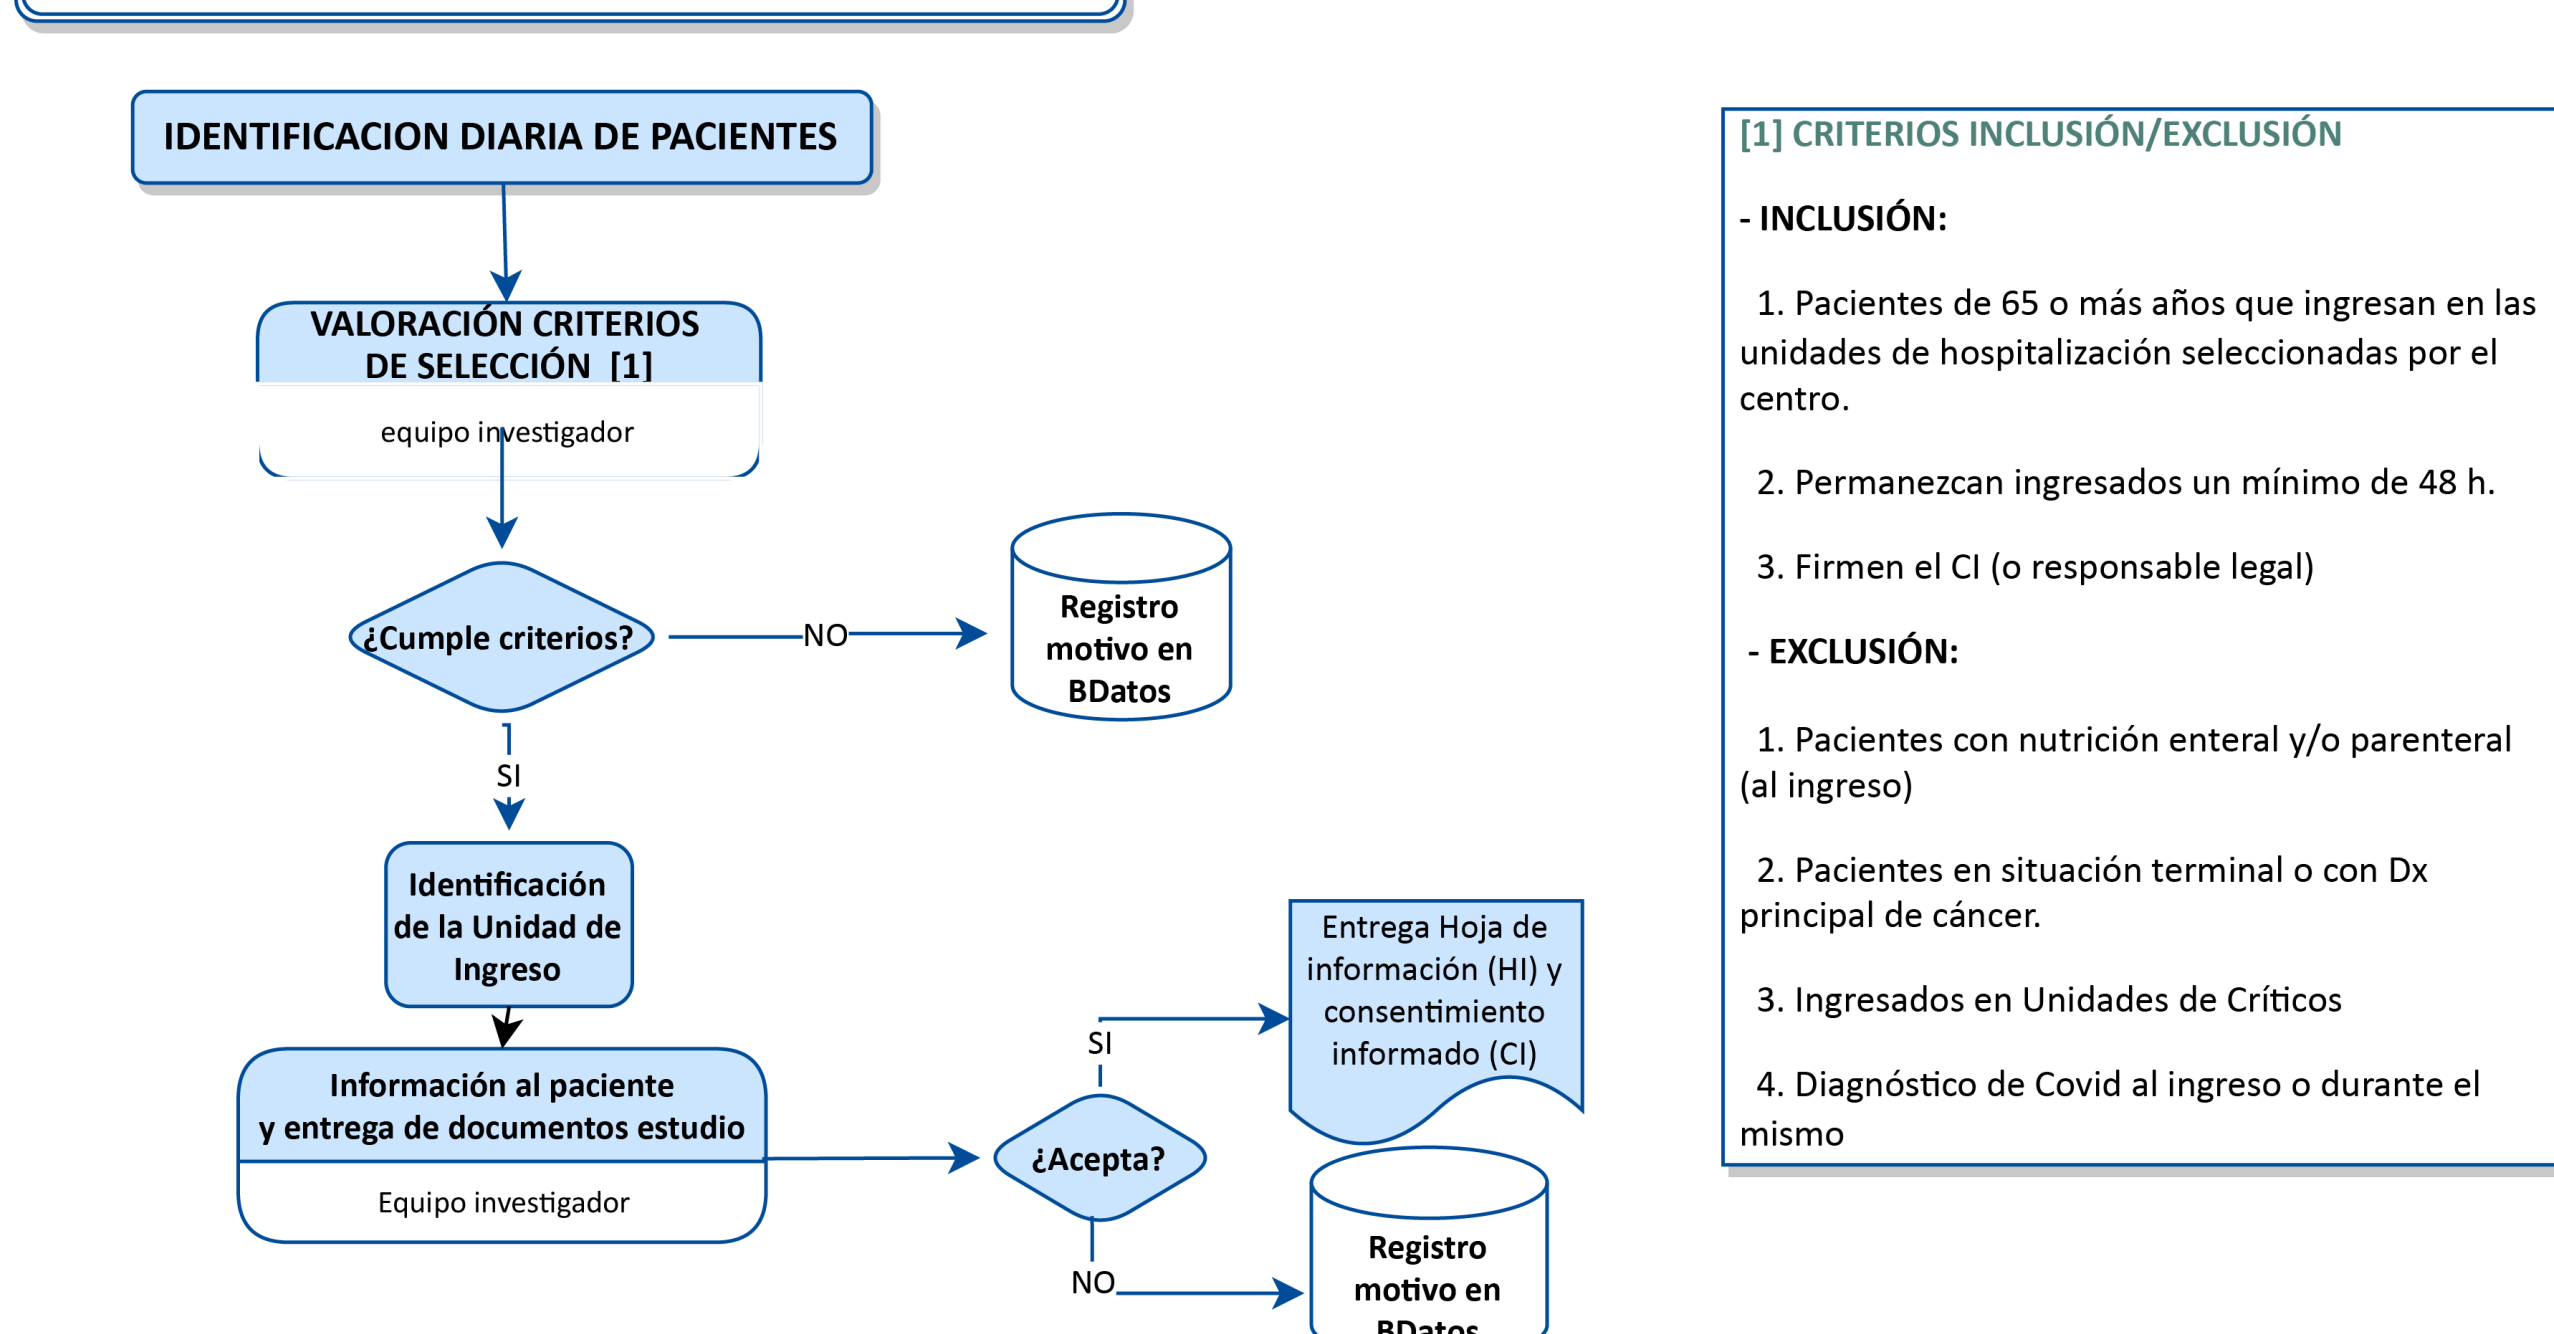 IDENTIFICACION DIARIA DE PACIENTES
VALORACIÓN CRITERIOS
DE SELECCIÓN [1]
equipo investigador
¿Cumple criterios?
NO
Registro
motivo en
BDatos
SI
Identificación
de la Unidad de
Ingreso
Información al paciente
y entrega de documentos estudio
Equipo investigador
¿Acepta?
SI
Entrega Hoja de
información (HI) y
consentimiento
informado (CI)
NO
Registro
motivo en
BDatos
[1] CRITERIOS INCLUSIÓN/EXCLUSIÓN
- INCLUSIÓN:
1. Pacientes de 65 o más años que ingresan en las
unidades de hospitalización seleccionadas por el
centro.
2. Permanezcan ingresados un mínimo de 48 h.
3. Firmen el CI (o responsable legal)
- EXCLUSIÓN:
1. Pacientes con nutrición enteral y/o parenteral
(al ingreso)
2. Pacientes en situación terminal o con Dx
principal de cáncer.
3. Ingresados en Unidades de Críticos
4. Diagnóstico de Covid al ingreso o durante el
mismo